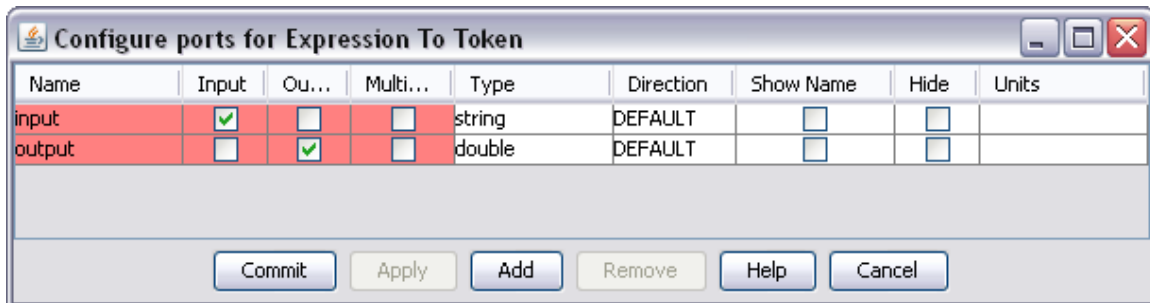 Configure ports for Expression To Token
Name Input Ou... Multi... Type Direction Show Name Hide Units
input string DEFAULT
output double DEFAULT
Commit Apply Add Remove Help Cancel